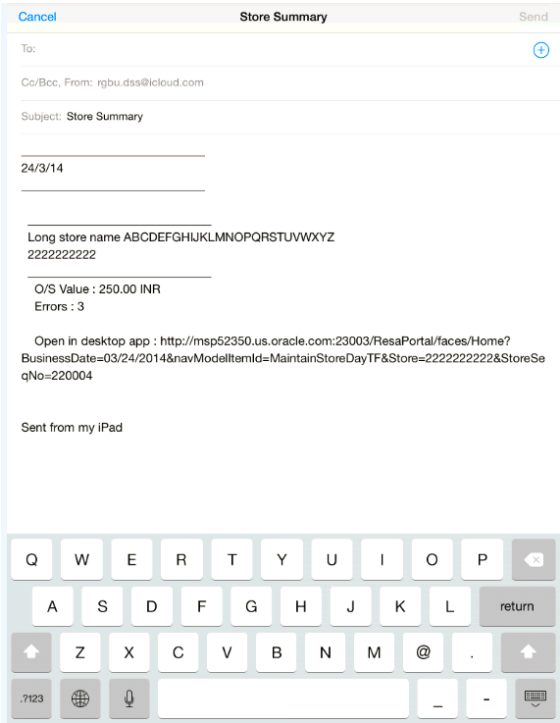 Cancel Store Summary Send
To:
Cc/Bcc, From: rgbu.dss@icloud.com
Subject: Store Summary
24/3/14
Long store name ABCDEFGHIJKLMNOPQRSTUVWXYZ
2222222222
O/S Value : 250.00 INR
Errors : 3
Open in desktop app : http://msp52350.us.oracle.com:23003/ResaPortal/faces/Home?
BusinessDate=03/24/2014&navModelItemId=MaintainStoreDayTF&Store=2222222222&StoreSe
qNo=220004
Sent from my iPad
Q W E R T Y U I O P
A S D F G H J K L return
Z X C V B N M @ .
.?123 _ -